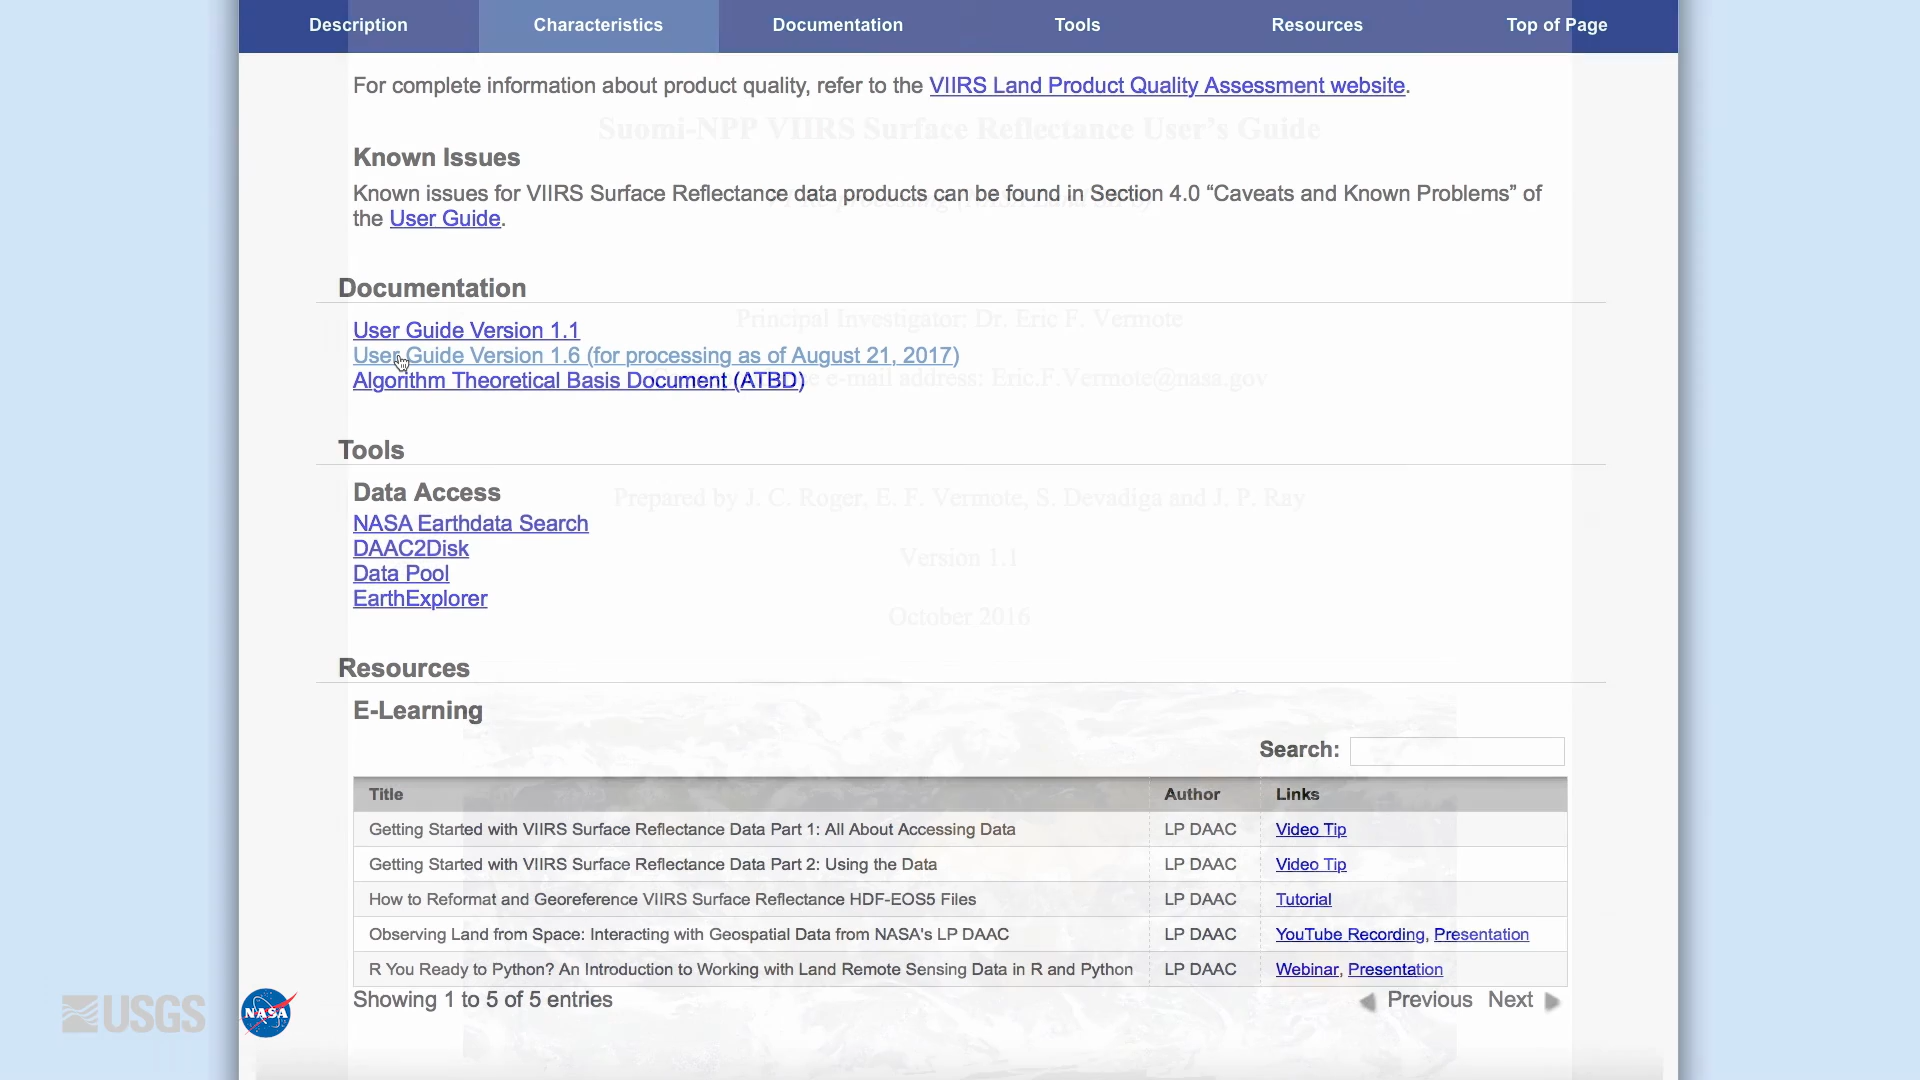 Description Characteristics Documentation Tools Resources Top of Page
For complete information about product quality, refer to the VIIRS Land Product Quality Assessment website.
Suomi-NPP VIIRS Surface Reflectance User's Guide
Known Issues
Known issues for VIIRS Surface Reflectance data products can be found in Section 4.0 “Caveats and Known Problems” of
the User Guide.
Documentation
Principal Investigator: Dr. Eric F. Vermote
User Guide Version 1.1
User Guide Version 1.6 (for processing as of August 21, 2017)
Algorithm Theoretical Basis Document (ATBD)
e-mail address: Eric.F.Vermote@nasa.gov
Tools
Data Access
Prepared by J. C. Roger, E. F. Vermote, S. Devadiga and J. P. Ray
NASA Earthdata Search
DAAC2Disk
Version 1.1
Data Pool
EarthExplorer
October 2016
Resources
E-Learning
Search:
Title Author Links
Getting Started with VIIRS Surface Reflectance Data Part 1: All About Accessing Data LP DAAC Video Tip
Getting Started with VIIRS Surface Reflectance Data Part 2: Using the Data LP DAAC Video Tip
How to Reformat and Georeference VIIRS Surface Reflectance HDF-EOS5 Files LP DAAC Tutorial
Observing Land from Space: Interacting with Geospatial Data from NASA's LP DAAC LP DAAC YouTube Recording, Presentation
R You Ready to Python? An Introduction to Working with Land Remote Sensing Data in R and Python LP DAAC Webinar, Presentation
Showing 1 to 5 of 5 entries Previous Next
USGS NASA